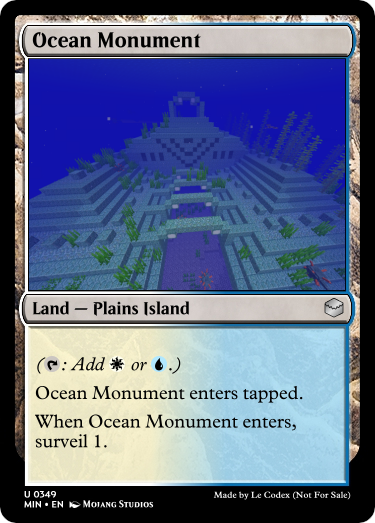 Ocean Monument
Land — Plains Island
(: Add or .)
Ocean Monument enters tapped.
When Ocean Monument enters,
surveil 1.
U 0349
MIN • EN Mojang Studios
Made by Le Codex (Not For Sale)